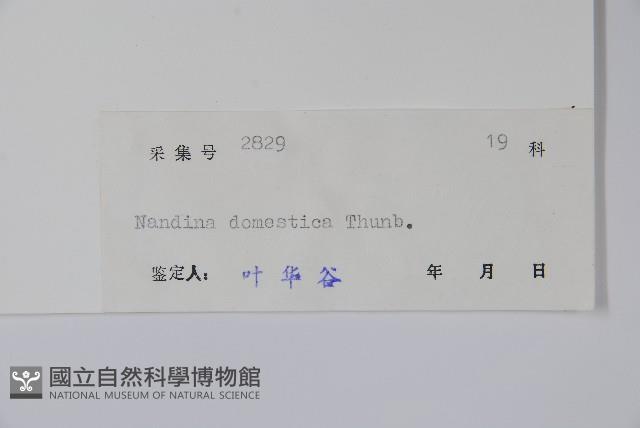 采集号 2829 19 科
Nandina domestica Thunb.
鉴定人: 叶华谷 年 月 日
國立自然科學博物館
NATIONAL MUSEUM OF NATURAL SCIENCE